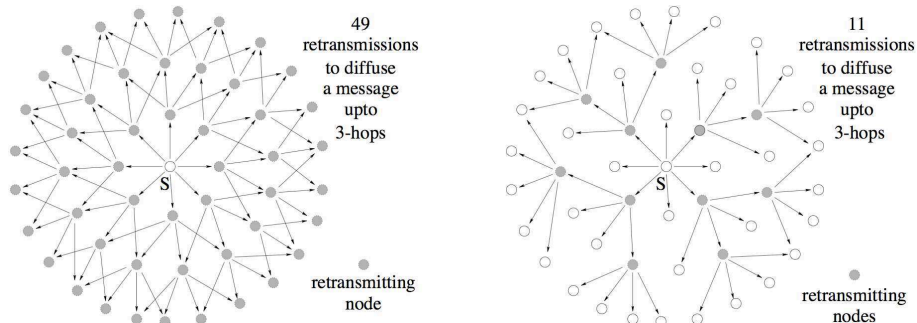 49
retransmissions
to diffuse
a message
upto
3-hops
S
retransmitting
node
11
retransmissions
to diffuse
a message
upto
3-hops
S
retransmitting
nodes